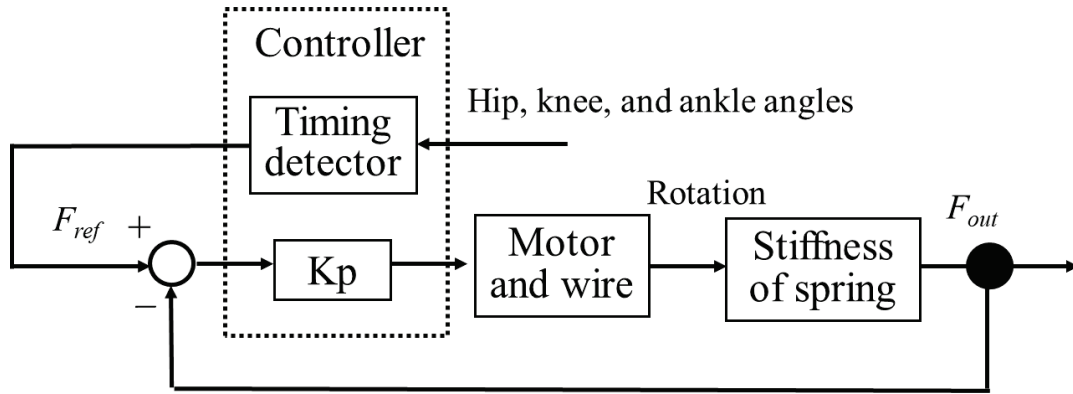 Controller
Timing
detector
Hip, knee, and ankle angles
F_ref
+
−
Kp
Motor
and wire
Rotation
Stiffness
of spring
F_out